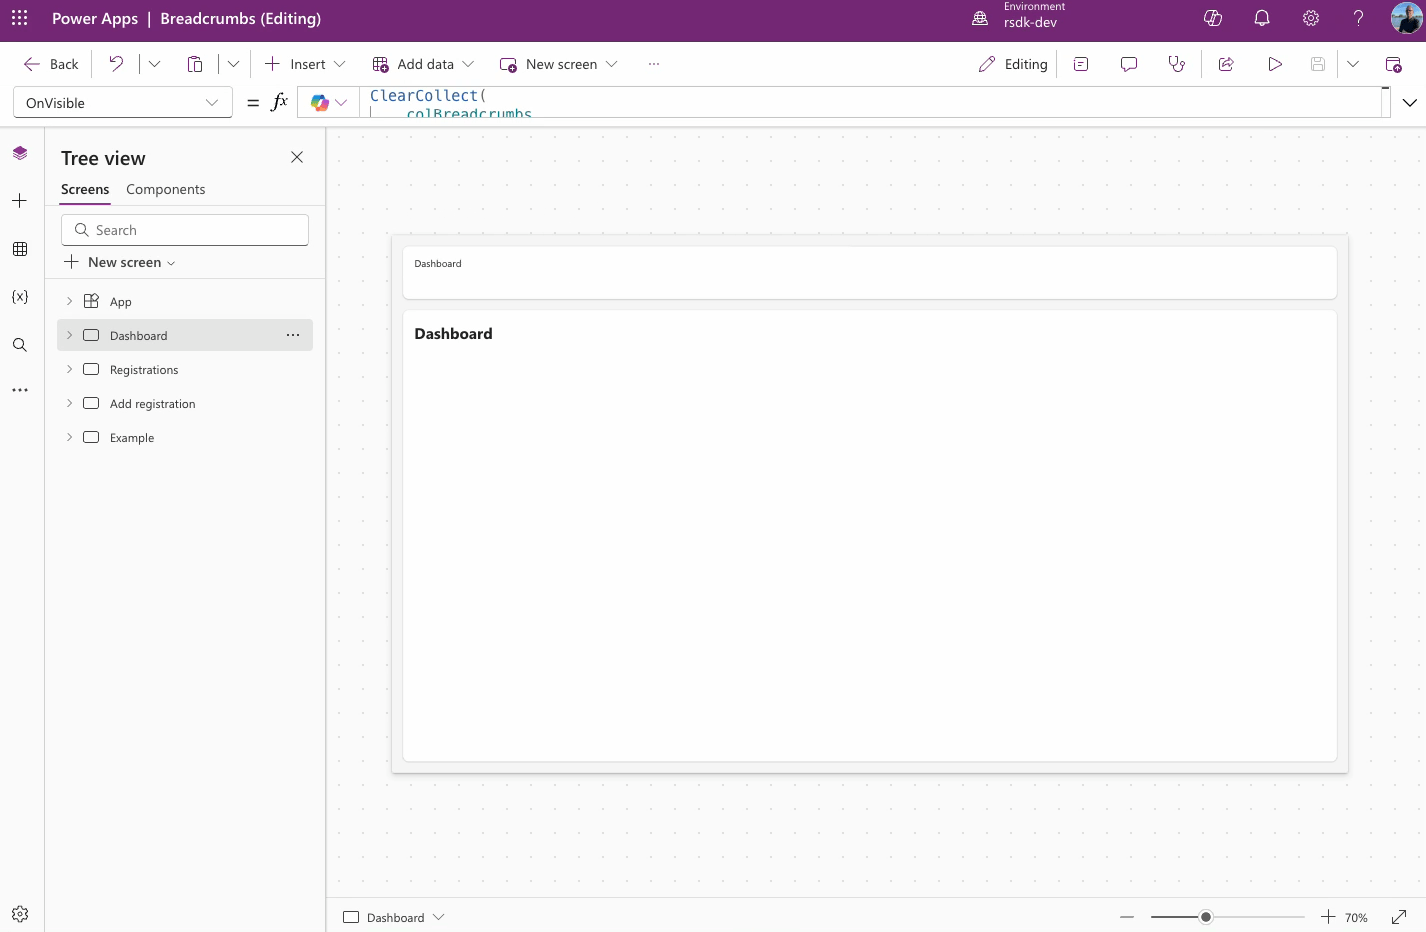 Power Apps | Breadcrumbs (Editing)
Environment
rsdk-dev
Back
Insert
Add data
New screen
Editing
OnVisible
= fx
ClearCollect(
colBreadcrumbs
Tree view
Screens
Components
Search
New screen
App
Dashboard
Registrations
Add registration
Example
Dashboard
Dashboard
Dashboard
70%